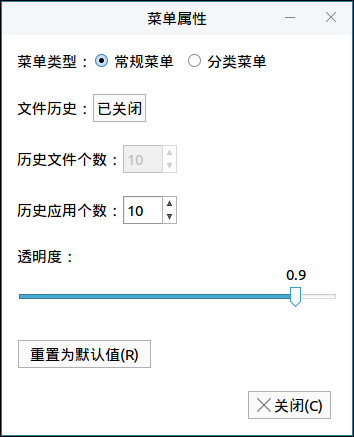 菜单属性
菜单类型： 常规菜单 分类菜单
文件历史： 已关闭
历史文件个数： 10
历史应用个数： 10
透明度：
0.9
重置为默认值(R)
关闭(C)